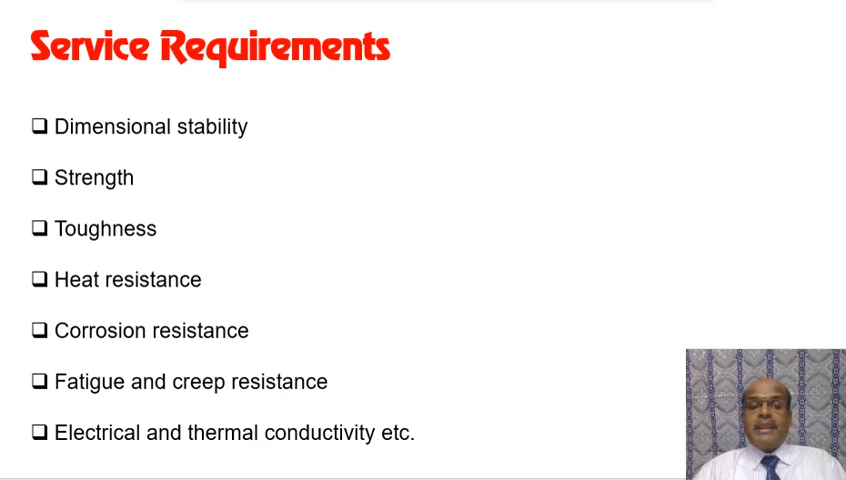 Service Requirements
Dimensional stability
Strength
Toughness
Heat resistance
Corrosion resistance
Fatigue and creep resistance
Electrical and thermal conductivity etc.